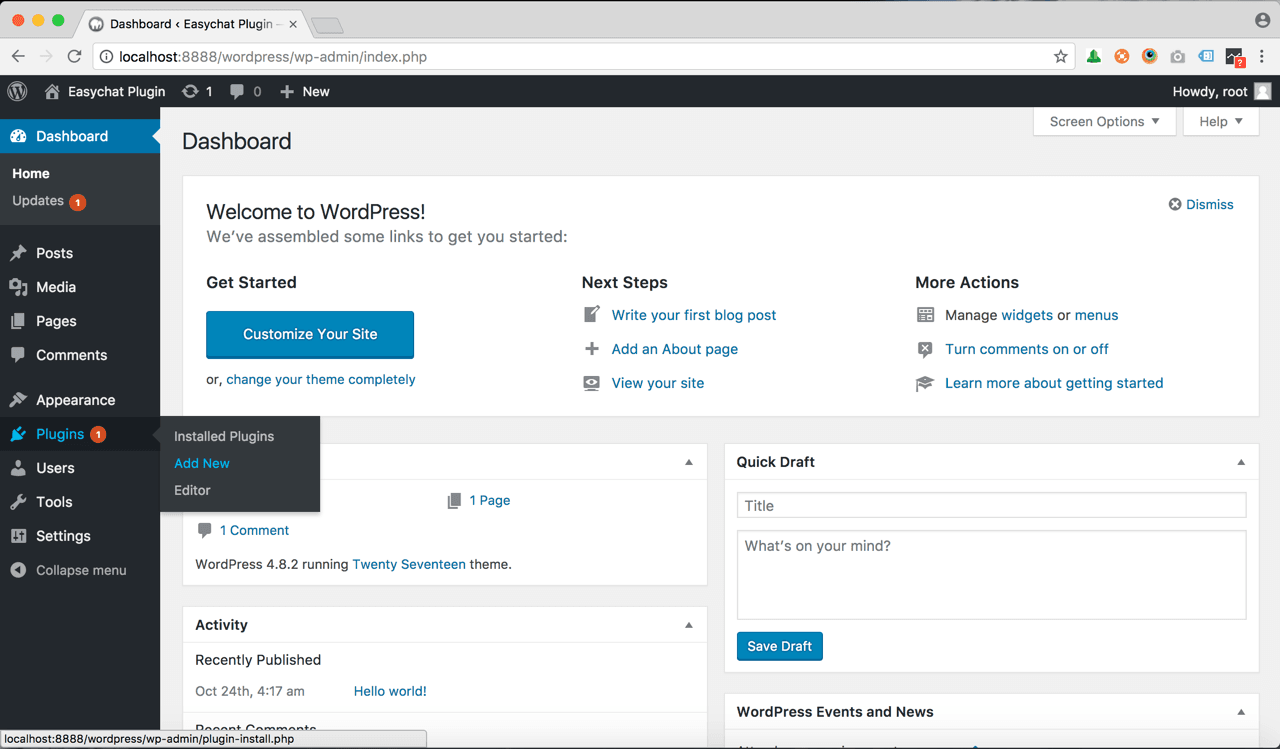 Dashboard ‹ Easychat Plugin –
localhost:8888/wordpress/wp-admin/index.php
?
Easychat Plugin 1 0 New Howdy, root
Dashboard
Home
Updates 1
Posts
Media
Pages
Comments
Appearance
Plugins 1
Users
Tools
Settings
Collapse menu
Installed Plugins
Add New
Editor
Screen Options Help
Dashboard
Welcome to WordPress!
We've assembled some links to get you started:
Dismiss
Get Started
Customize Your Site
or, change your theme completely
Next Steps
Write your first blog post
Add an About page
View your site
More Actions
Manage widgets or menus
Turn comments on or off
Learn more about getting started
1 Page
1 Comment
WordPress 4.8.2 running Twenty Seventeen theme.
Activity
Recently Published
Oct 24th, 4:17 am Hello world!
Recent Comments
Quick Draft
Title
What's on your mind?
Save Draft
WordPress Events and News
localhost:8888/wordpress/wp-admin/plugin-install.php